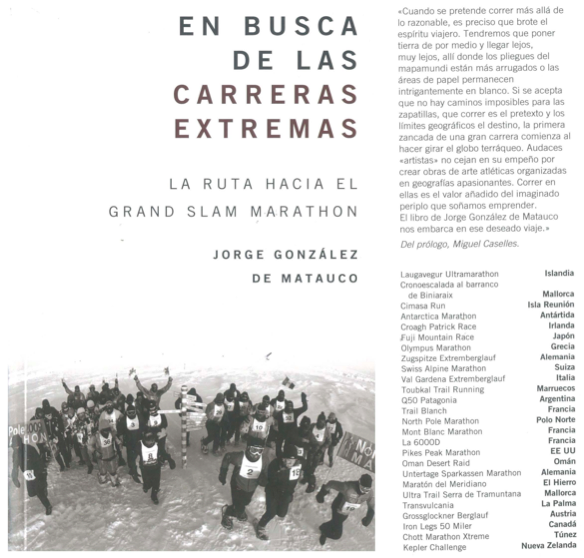 EN BUSCA
DE LAS
CARRERAS
EXTREMAS
LA RUTA HACIA EL
GRAND SLAM MARATHON
JORGE GONZÁLEZ
DE MATAUCO
«Cuando se pretende correr más allá de
lo razonable, es preciso que brote el
espíritu viajero. Tendremos que poner
tierra de por medio y llegar lejos,
muy lejos, allí donde los pliegues del
mapamundi están más arrugados o las
áreas de papel permanecen
intrigantemente en blanco. Si se acepta
que no hay caminos imposibles para las
zapatillas, que correr es el pretexto y los
límites geográficos el destino, la primera
zancada de una gran carrera comienza al
hacer girar el globo terráqueo. Audaces
«artistas» no cejan en su empeño por
crear obras de arte atléticas organizadas
en geografías apasionantes. Correr en
ellas es el valor añadido del imaginado
periplo que soñamos emprender.
El libro de Jorge González de Matauco
nos embarca en ese deseado viaje.»
Del prólogo, Miguel Caselles.
Laugavegur Ultramarathon Islandia
Cronoescalada al barranco
de Biniaraix Mallorca
Cimasa Run Isla Reunión
Antarctica Marathon Antártida
Croagh Patrick Race Irlanda
Fuji Mountain Race Japón
Olympus Marathon Grecia
Zugspitze Extremberglauf Alemania
Swiss Alpine Marathon Suiza
Val Gardena Extremberglauf Italia
Toubkal Trail Running Marruecos
Q50 Patagonia Argentina
Trail Blanch Francia
North Pole Marathon Polo Norte
Mont Blanc Marathon Francia
La 6000D Francia
Pikes Peak Marathon EE UU
Oman Desert Raid Omán
Untertage Sparkassen Marathon Alemania
Maratón del Meridiano El Hierro
Ultra Trail Serra de Tramuntana Mallorca
Transvulcania La Palma
Grossglockner Berglauf Austria
Iron Legs 50 Miler Canadá
Chott Marathon Xtreme Túnez
Kepler Challenge Nueva Zelanda